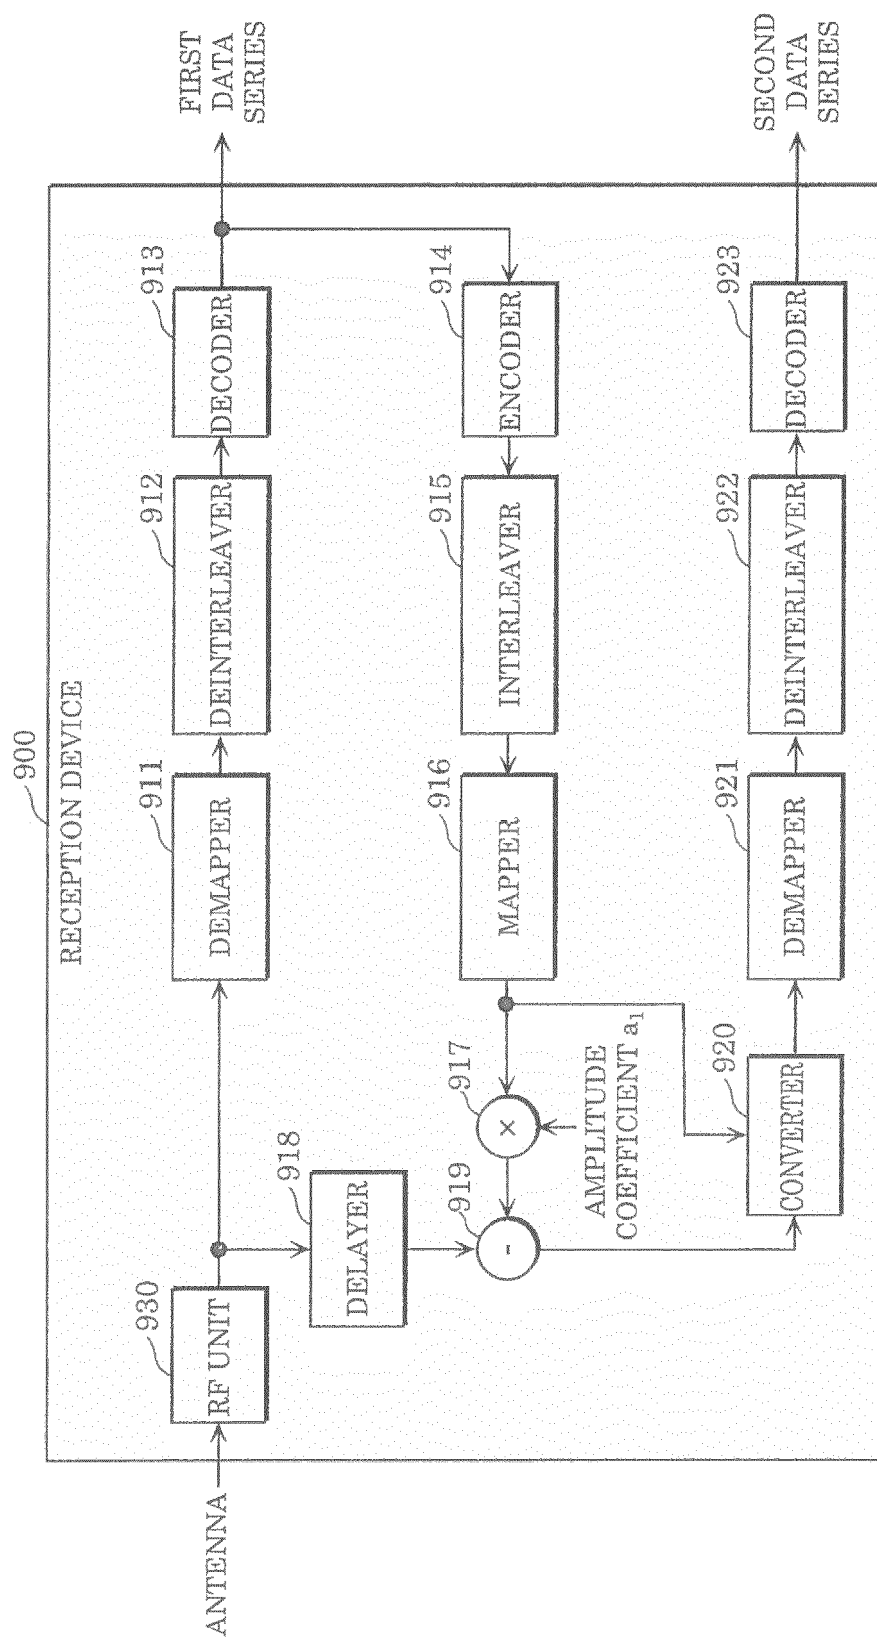 900
RECEPTION DEVICE
ANTENNA
930
RF UNIT
911
DEMAPPER
912
DEINTERLEAVER
913
DECODER
FIRST
DATA
SERIES
918
DELAYER
919
-
917
×
AMPLITUDE
COEFFICIENT a1
916
MAPPER
915
INTERLEAVER
914
ENCODER
920
CONVERTER
921
DEMAPPER
922
DEINTERLEAVER
923
DECODER
SECOND
DATA
SERIES